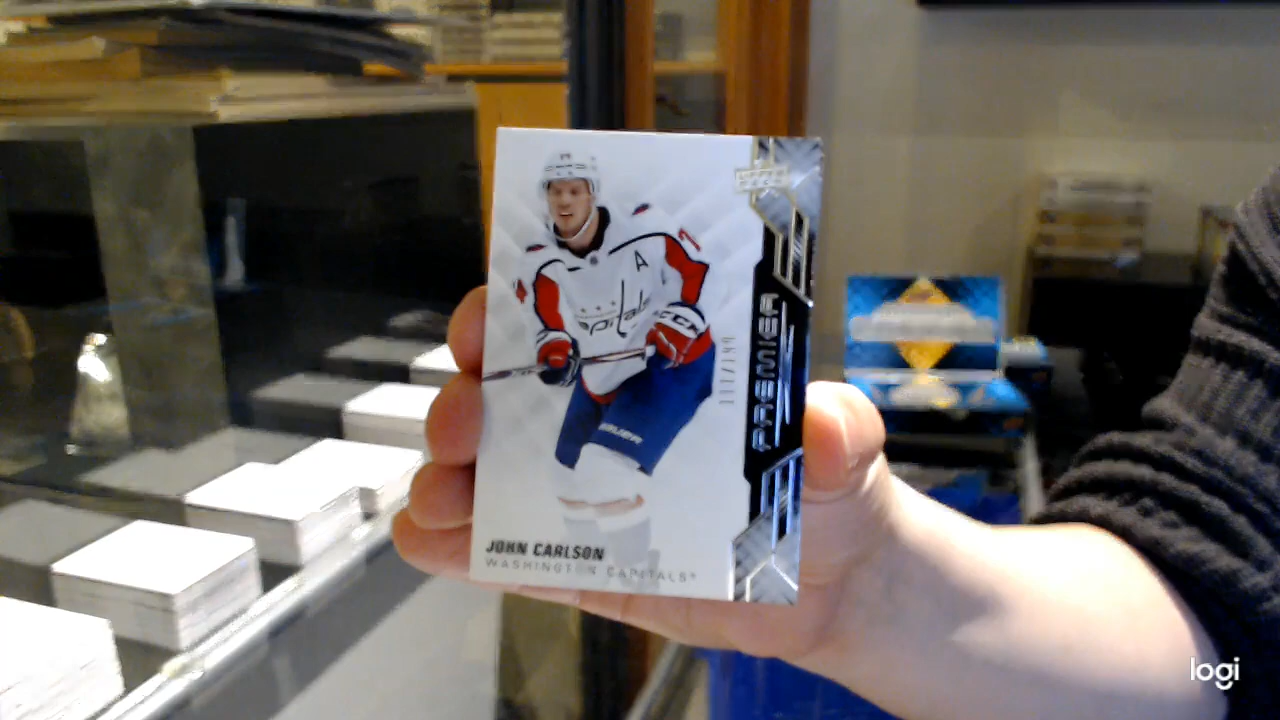 UPPER DECK
A
Capitals
CCM
PREMIER
BAUER
JOHN CARLSON
WASHINGTON CAPITALS
logi